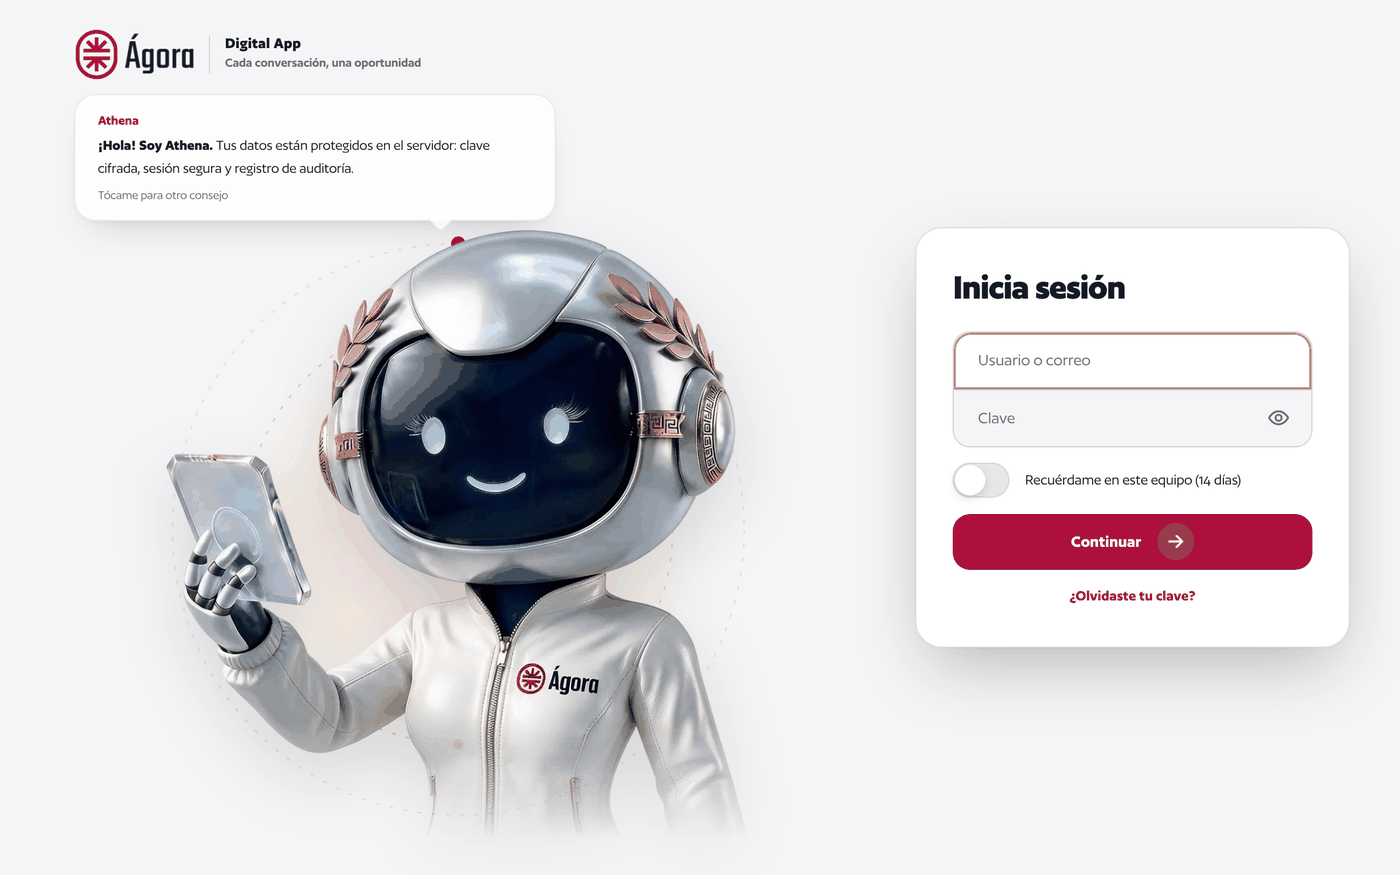 Ágora
Digital App
Cada conversación, una oportunidad
Athena
¡Hola! Soy Athena. Tus datos están protegidos en el servidor: clave
cifrada, sesión segura y registro de auditoría.
Tócame para otro consejo
Ágora
Inicia sesión
Usuario o correo
Clave
Recuérdame en este equipo (14 días)
Continuar
¿Olvidaste tu clave?